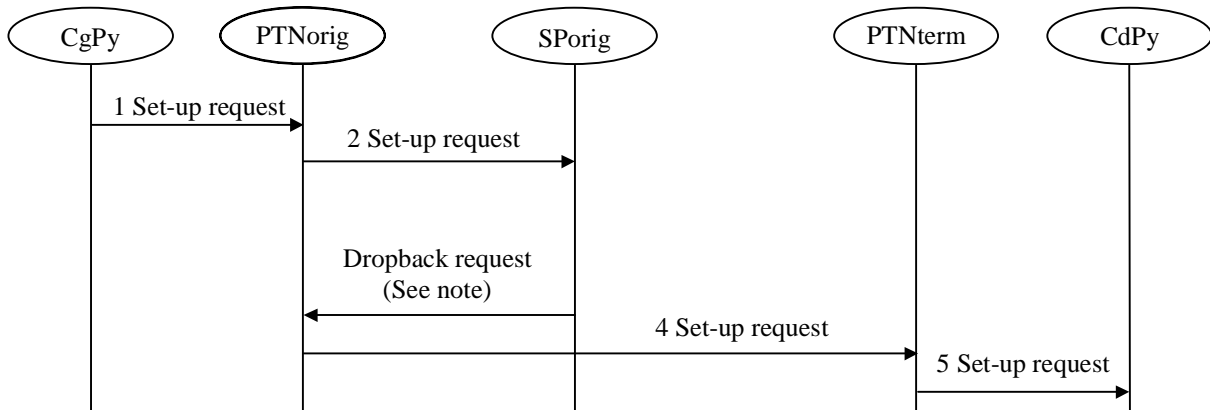 CgPy
PTNorig
SPorig
PTNterm
CdPy
1 Set-up request
2 Set-up request
Dropback request
(See note)
4 Set-up request
5 Set-up request